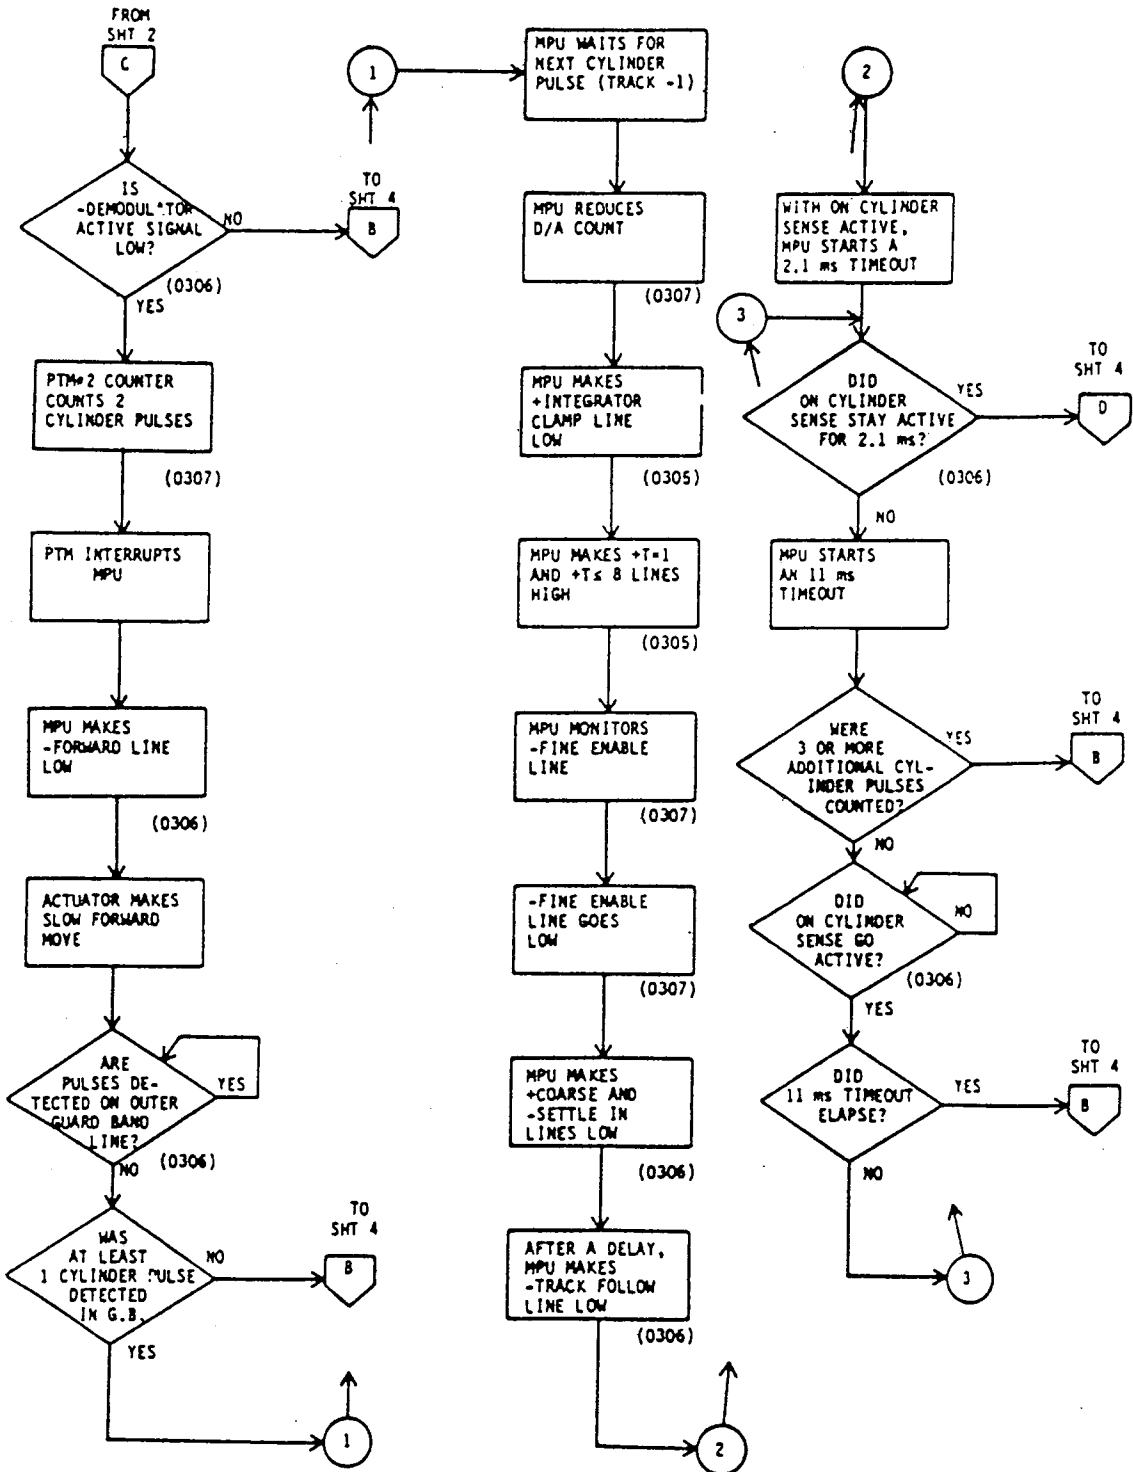 FROM
SHT 2
C
IS
-DEMODULATOR
ACTIVE SIGNAL
LOW?
NO
TO
SHT 4
B
(0306)
YES
PTM#2 COUNTER
COUNTS 2
CYLINDER PULSES
(0307)
PTM INTERRUPTS
MPU
MPU MAKES
-FORWARD LINE
LOW
(0306)
ACTUATOR MAKES
SLOW FORWARD
MOVE
ARE
PULSES DE-
TECTED ON OUTER
GUARD BAND
LINE?
YES
(0306)
NO
WAS
AT LEAST
1 CYLINDER PULSE
DETECTED
IN G.B.
NO
TO
SHT 4
B
YES
1
1
MPU WAITS FOR
NEXT CYLINDER
PULSE (TRACK -1)
MPU REDUCES
D/A COUNT
(0307)
MPU MAKES
+INTEGRATOR
CLAMP LINE
LOW
(0305)
MPU MAKES +T=1
AND +T≤ 8 LINES
HIGH
(0305)
MPU MONITORS
-FINE ENABLE
LINE
(0307)
-FINE ENABLE
LINE GOES
LOW
(0307)
MPU MAKES
+COARSE AND
-SETTLE IN
LINES LOW
(0306)
AFTER A DELAY,
MPU MAKES
-TRACK FOLLOW
LINE LOW
(0306)
2
2
WITH ON CYLINDER
SENSE ACTIVE,
MPU STARTS A
2.1 ms TIMEOUT
3
DID
ON CYLINDER
SENSE STAY ACTIVE
FOR 2.1 ms?
YES
TO
SHT 4
D
(0306)
NO
MPU STARTS
AN 11 ms
TIMEOUT
WERE
3 OR MORE
ADDITIONAL CYL-
INDER PULSES
COUNTED?
YES
TO
SHT 4
B
NO
DID
ON CYLINDER
SENSE GO
ACTIVE?
NO
(0306)
YES
DID
11 ms TIMEOUT
ELAPSE?
YES
TO
SHT 4
B
NO
3